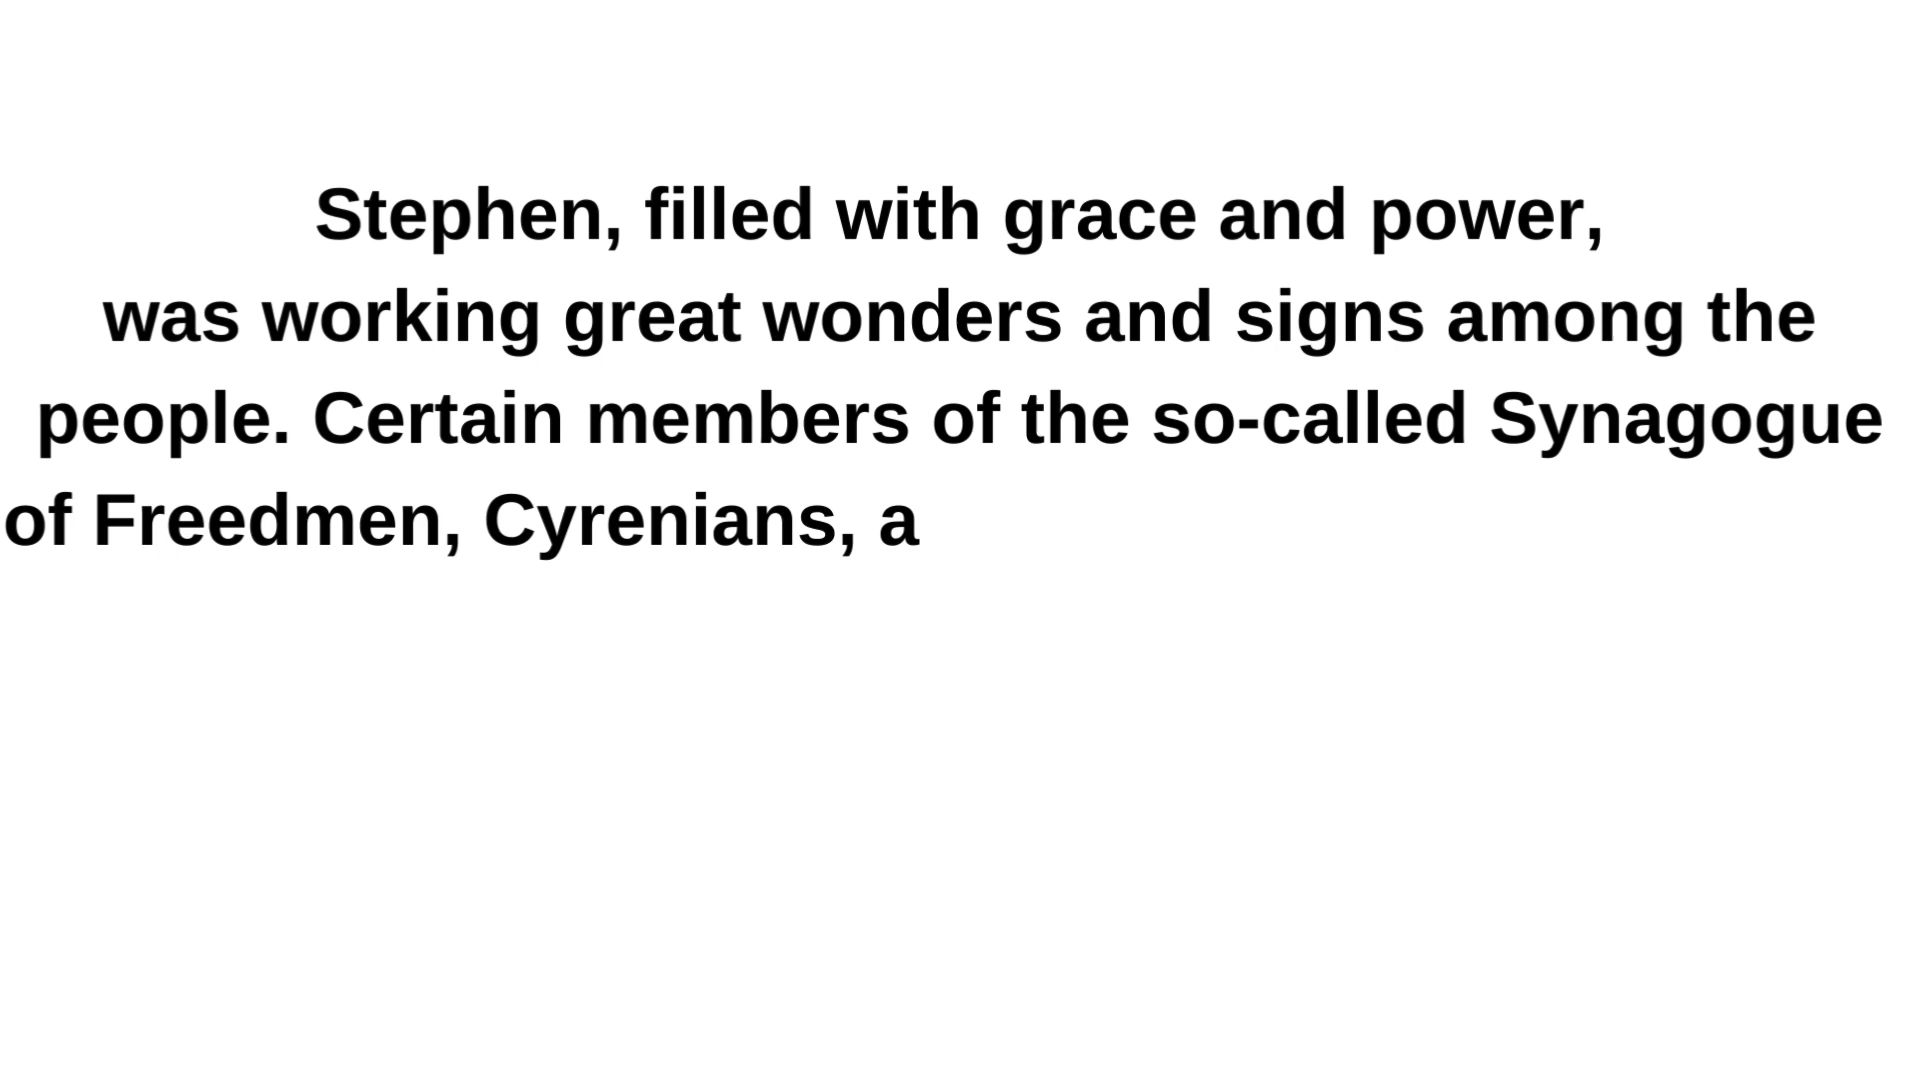 Stephen, filled with grace and power,
was working great wonders and signs among the
people. Certain members of the so-called Synagogue
of Freedmen, Cyrenians, a